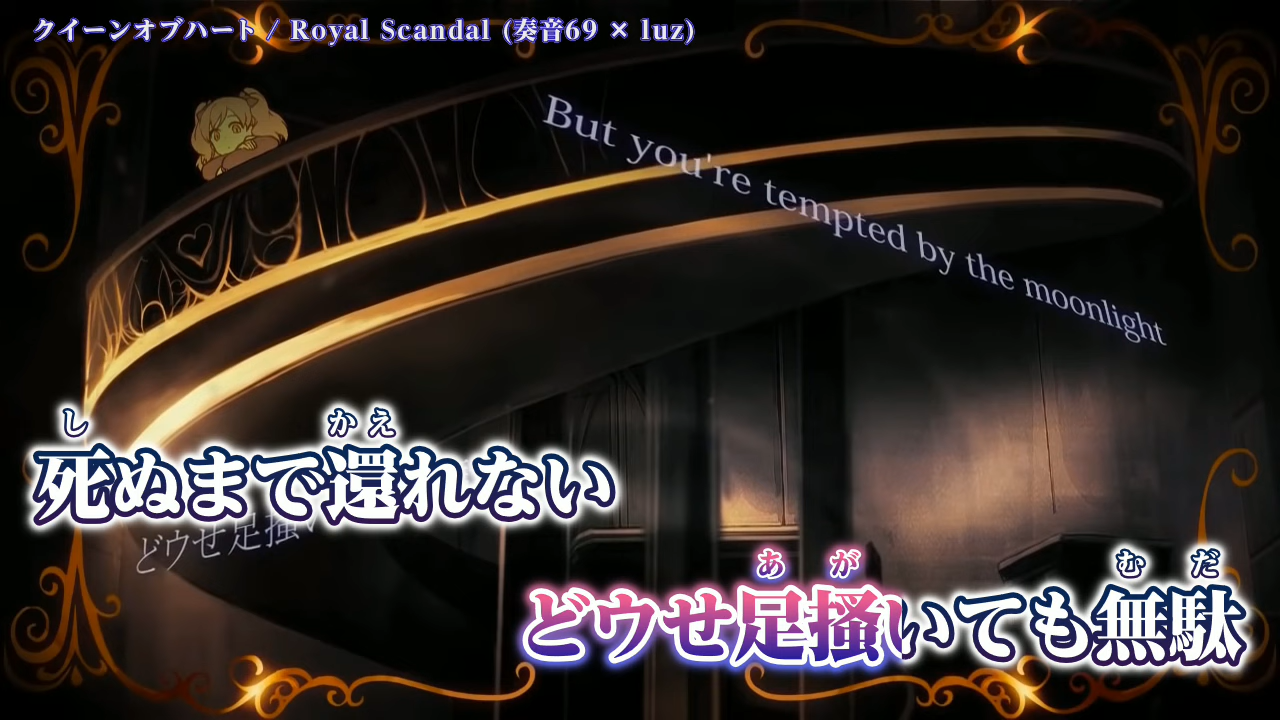 クイーンオブハート / Royal Scandal (奏音69 × luz)
But you're tempted by the moonlight
し かえ
死ぬまで還れない
どウせ足掻い
あ が む だ
どウせ足掻いても無駄